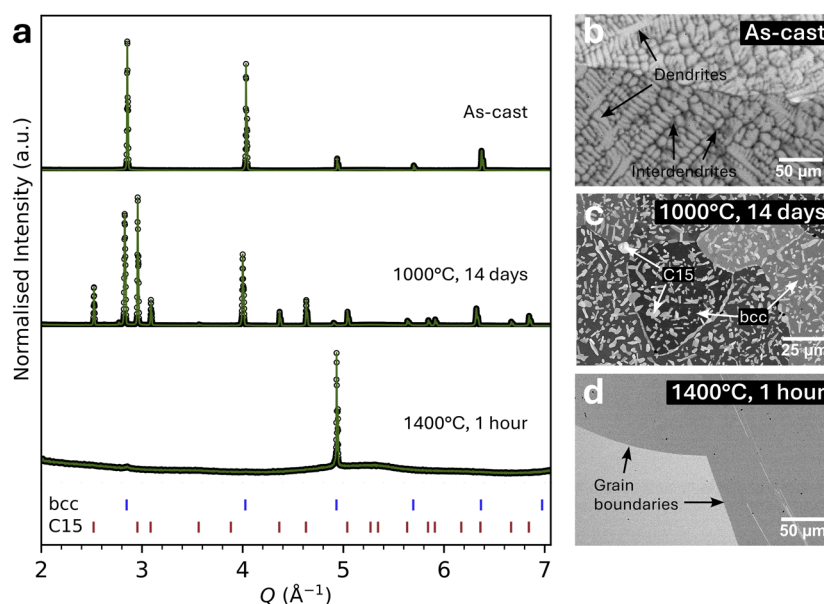 a
Normalised Intensity (a.u.)
As-cast
1000°C, 14 days
1400°C, 1 hour
bcc
C15
2 3 4 5 6 7
Q (Å⁻¹)
b
As-cast
Dendrites
Interdendrites
50 μm
c
1000°C, 14 days
C15
bcc
25 μm
d
1400°C, 1 hour
Grain
boundaries
50 μm